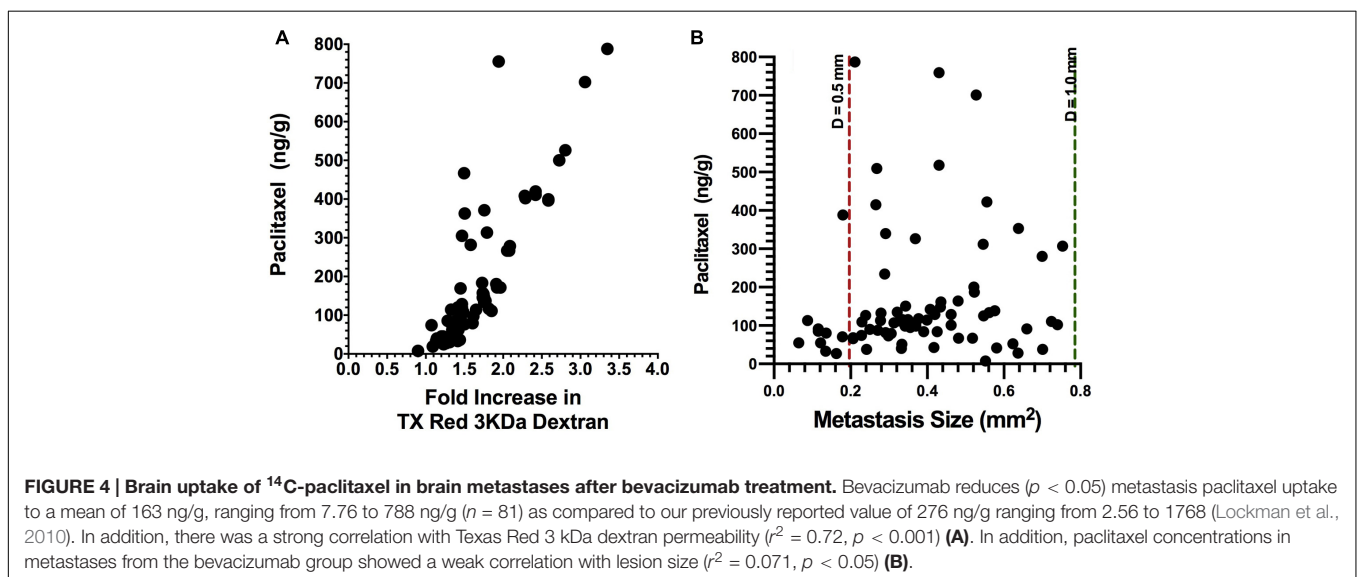 A
800
700
600
500
400
300
200
100
0
Paclitaxel (ng/g)
0.0 0.5 1.0 1.5 2.0 2.5 3.0 3.5 4.0
Fold Increase in
TX Red 3KDa Dextran
B
800
700
600
500
400
300
200
100
0
Paclitaxel (ng/g)
D = 0.5 mm
D = 1.0 mm
0.0 0.2 0.4 0.6 0.8
Metastasis Size (mm²)
FIGURE 4 | Brain uptake of ¹⁴C-paclitaxel in brain metastases after bevacizumab treatment. Bevacizumab reduces (p < 0.05) metastasis paclitaxel uptake
to a mean of 163 ng/g, ranging from 7.76 to 788 ng/g (n = 81) as compared to our previously reported value of 276 ng/g ranging from 2.56 to 1768 (Lockman et al.,
2010). In addition, there was a strong correlation with Texas Red 3 kDa dextran permeability (r² = 0.72, p < 0.001) (A). In addition, paclitaxel concentrations in
metastases from the bevacizumab group showed a weak correlation with lesion size (r² = 0.071, p < 0.05) (B).